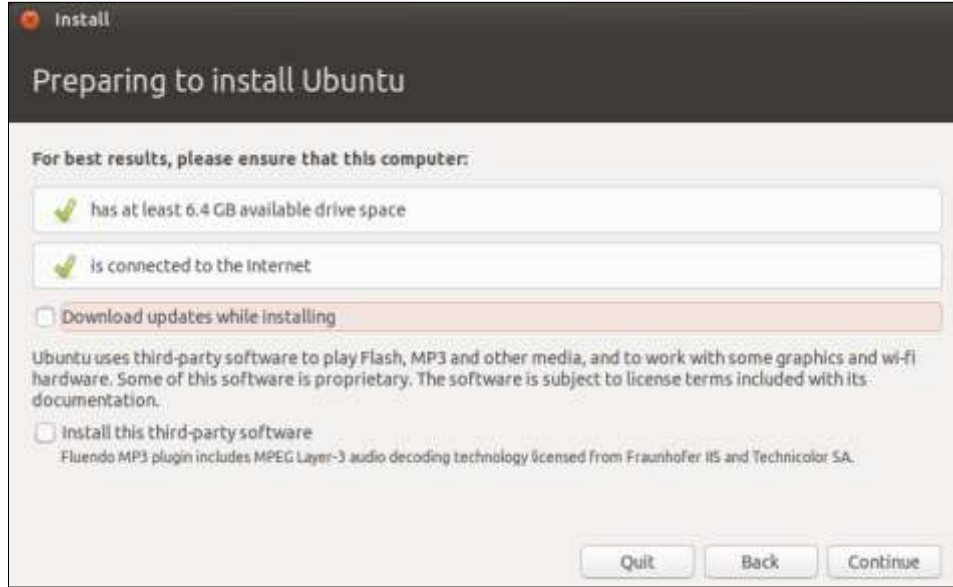 Install
Preparing to install Ubuntu
For best results, please ensure that this computer:
has at least 6.4 GB available drive space
is connected to the Internet
Download updates while installing
Ubuntu uses third-party software to play Flash, MP3 and other media, and to work with some graphics and wi-fi
hardware. Some of this software is proprietary. The software is subject to license terms included with its
documentation.
Install this third-party software
Fluendo MP3 plugin includes MPEG Layer-3 audio decoding technology licensed from Fraunhofer IIS and Technicolor SA.
Quit Back Continue